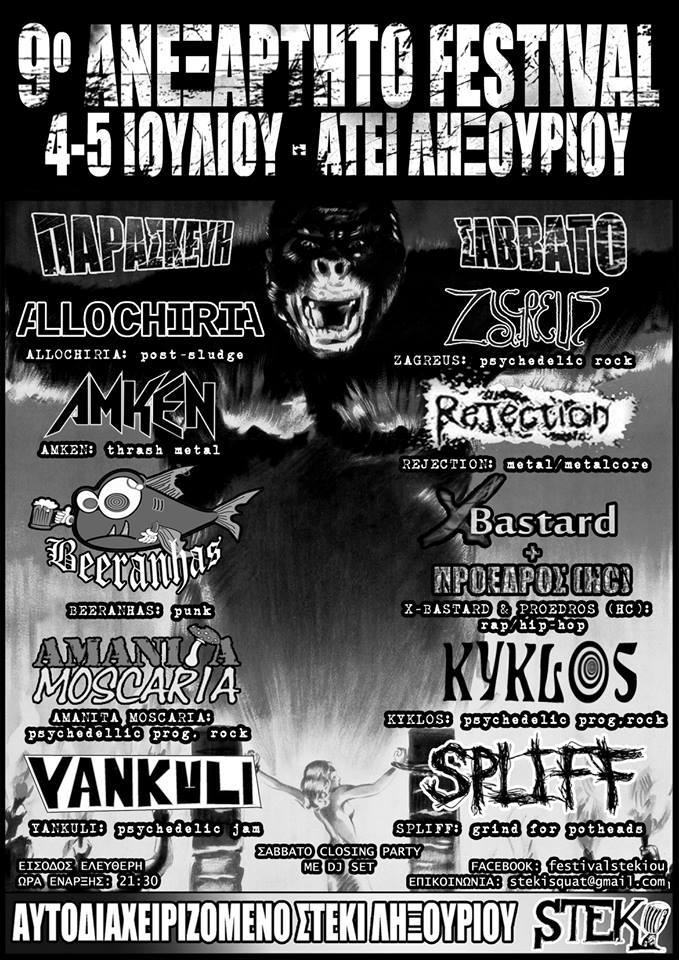 9º ΑΝΕΞΑΡΤΗΤΟ FESTIVAL
4-5 ΙΟΥΛΙΟΥ - ΑΤΕΙ ΛΗΞΟΥΡΙΟΥ
ΠΑΡΑΣΚΕΥΗ
ALLOCHIRIA
ALLOCHIRIA: post-sludge
AMKEN
AMKEN: thrash metal
Beeranhas
BEERANHAS: punk
AMANITA
MOSCARIA
AMANITA MOSCARIA:
psychedellic prog. rock
YANKULI
YANKULI: psychedelic jam
ΣΑΒΒΑΤΟ
ZAGREUS
ZAGREUS: psychedelic rock
Rejection
REJECTION: metal/metalcore
X Bastard
+
ΠΡΟΕΔΡΟΣ (HC)
X-BASTARD & PROEDROS (HC):
rap/hip-hop
KYKLOS
KYKLOS: psychedellic prog.rock
SPLIFF
SPLIFF: grind for potheads
ΣΑΒΒΑΤΟ CLOSING PARTY
ΜΕ DJ SET
ΕΙΣΟΔΟΣ ΕΛΕΥΘΕΡΗ
ΩΡΑ ΕΝΑΡΞΗΣ: 21:30
FACEBOOK: festivalstekiou
ΕΠΙΚΟΙΝΩΝΙΑ: stekisquat@gmail.com
ΑΥΤΟΔΙΑΧΕΙΡΙΖΟΜΕΝΟ ΣΤΕΚΙ ΛΗΞΟΥΡΙΟΥ STEKI